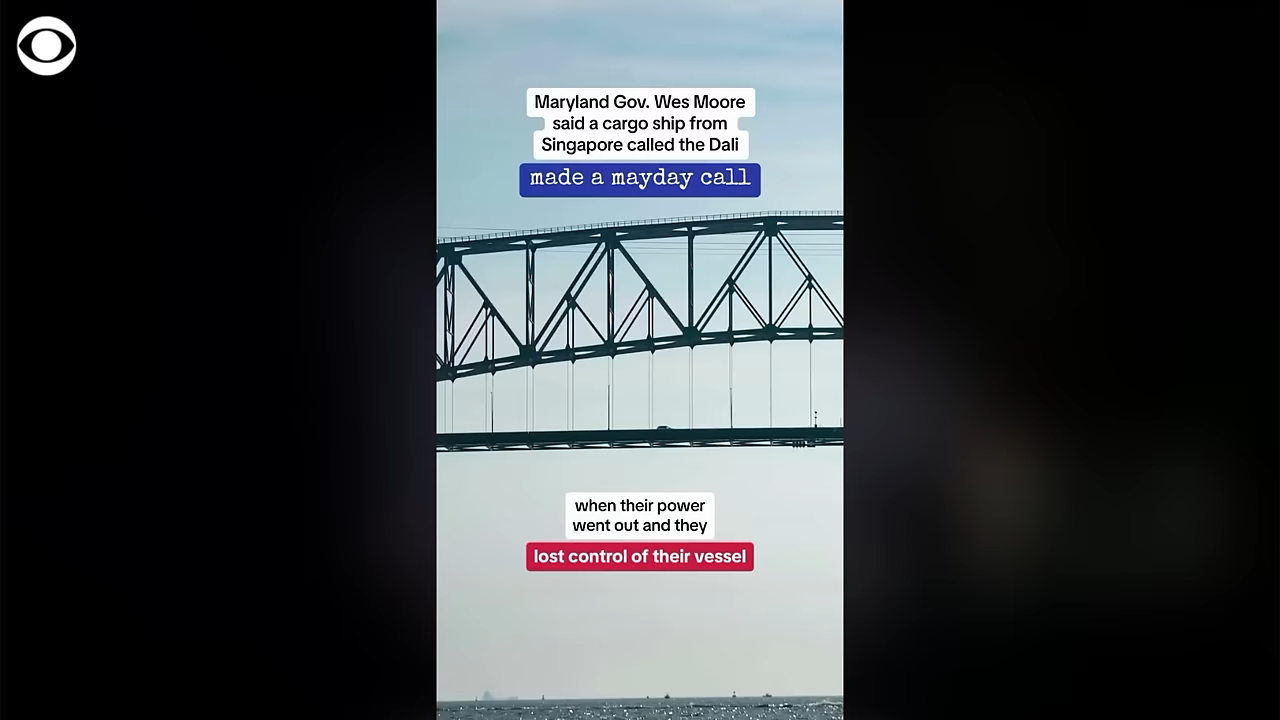 Maryland Gov. Wes Moore
said a cargo ship from
Singapore called the Dali
made a mayday call
when their power
went out and they
lost control of their vessel